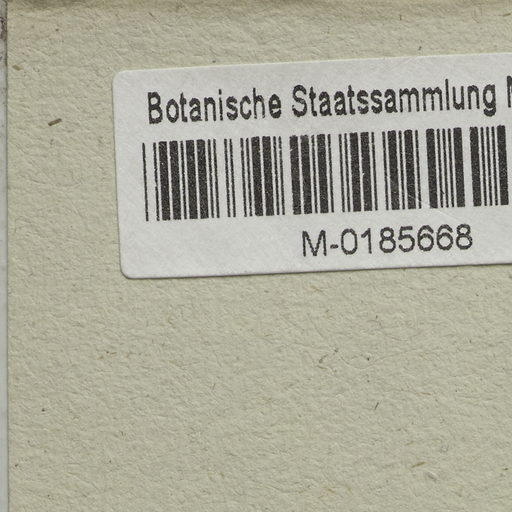 Botanische Staatssammlung
M-0185668